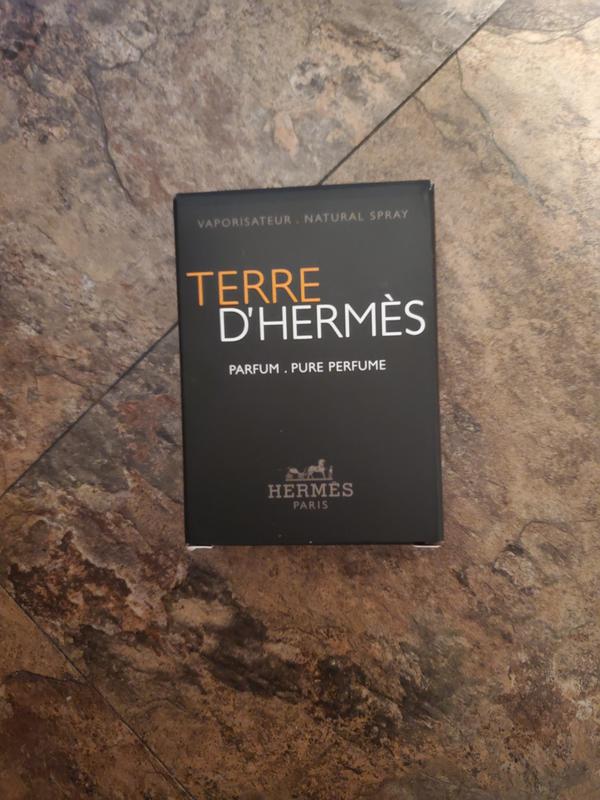 VAPORISATEUR . NATURAL SPRAY
TERRE
D'HERMÈS
PARFUM . PURE PERFUME
HERMÈS
PARIS